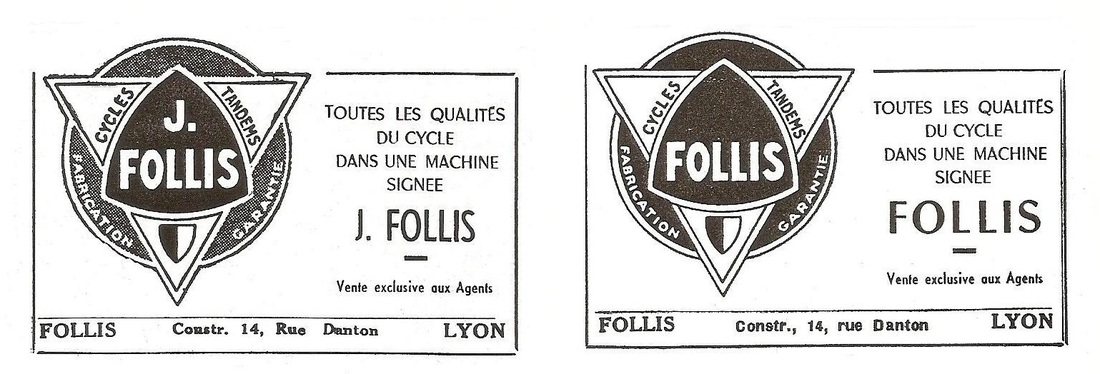 J.
FOLLIS
CYCLES
TANDEMS
FABRICATION
GARANTIE
TOUTES LES QUALITÉS
DU CYCLE
DANS UNE MACHINE
SIGNEE
J. FOLLIS
Vente exclusive aux Agents
FOLLIS Constr. 14, Rue Danton LYON
CYCLES
TANDEMS
FOLLIS
FABRICATION
GARANTIE
TOUTES LES QUALITÉS
DU CYCLE
DANS UNE MACHINE
SIGNEE
FOLLIS
Vente exclusive aux Agents
FOLLIS Constr., 14, rue Danton LYON